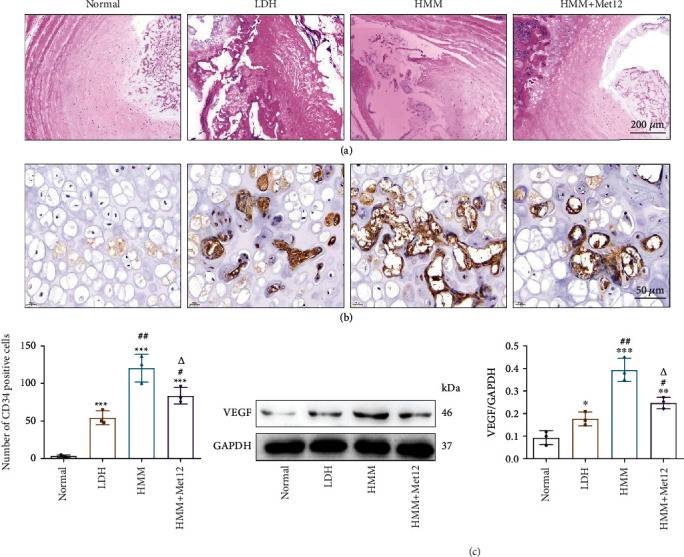 Normal LDH HMM HMM+Met12
200 μm
(a)
50 μm
(b)
Number of CD34 positive cells
150
100
50
0
***
##
***
Δ
#
***
Normal
LDH
HMM
HMM+Met12
kDa
VEGF 46
GAPDH 37
Normal
LDH
HMM
HMM+Met12
VEGF/GAPDH
0.5
0.4
0.3
0.2
0.1
0.0
*
##
***
Δ
#
**
Normal
LDH
HMM
HMM+Met12
(c)